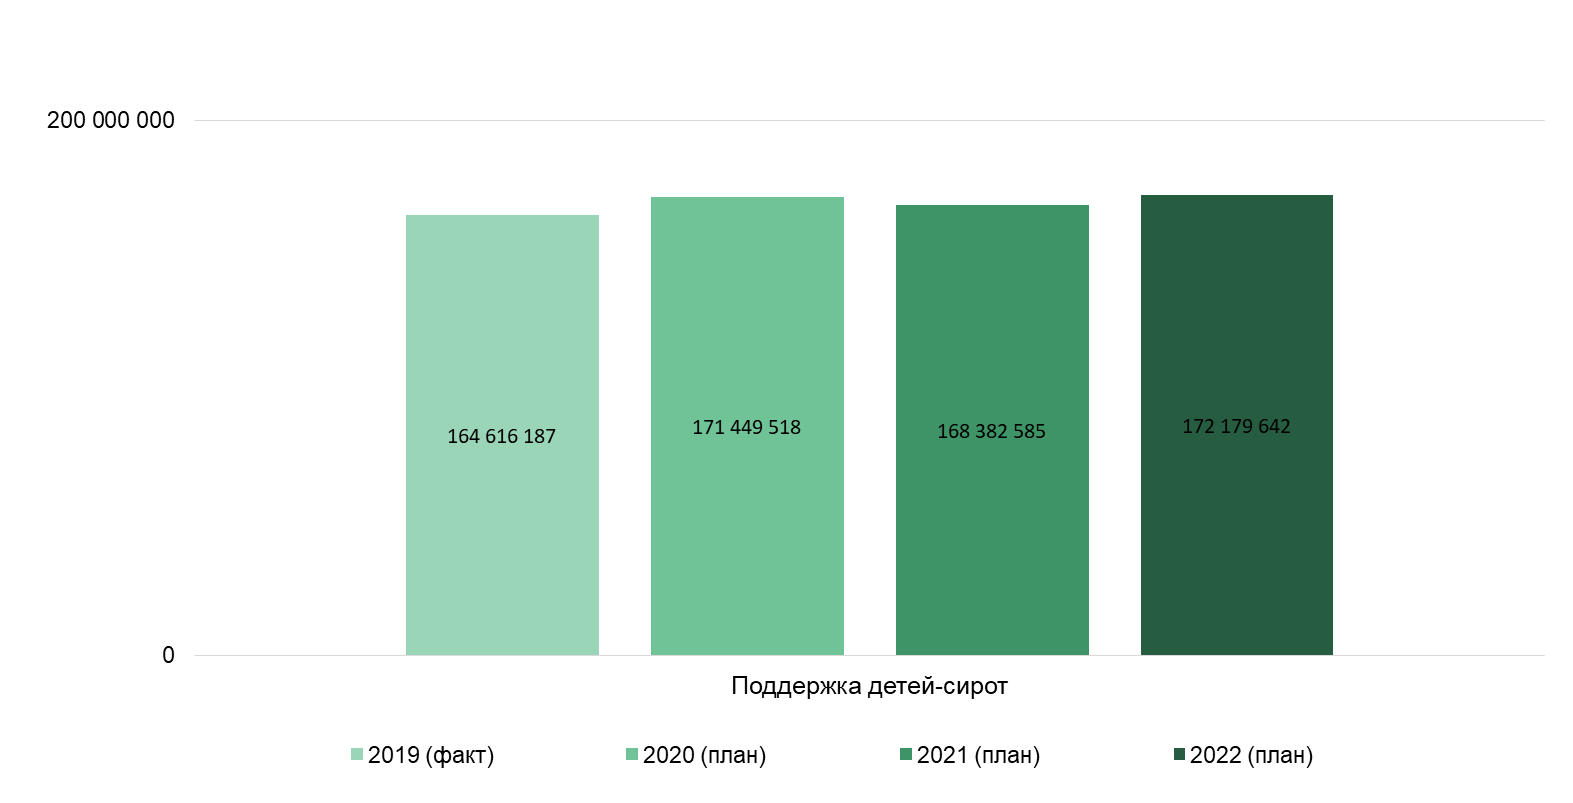 200 000 000
164 616 187
171 449 518
168 382 585
172 179 642
0
Поддержка детей-сирот
2019 (факт)
2020 (план)
2021 (план)
2022 (план)